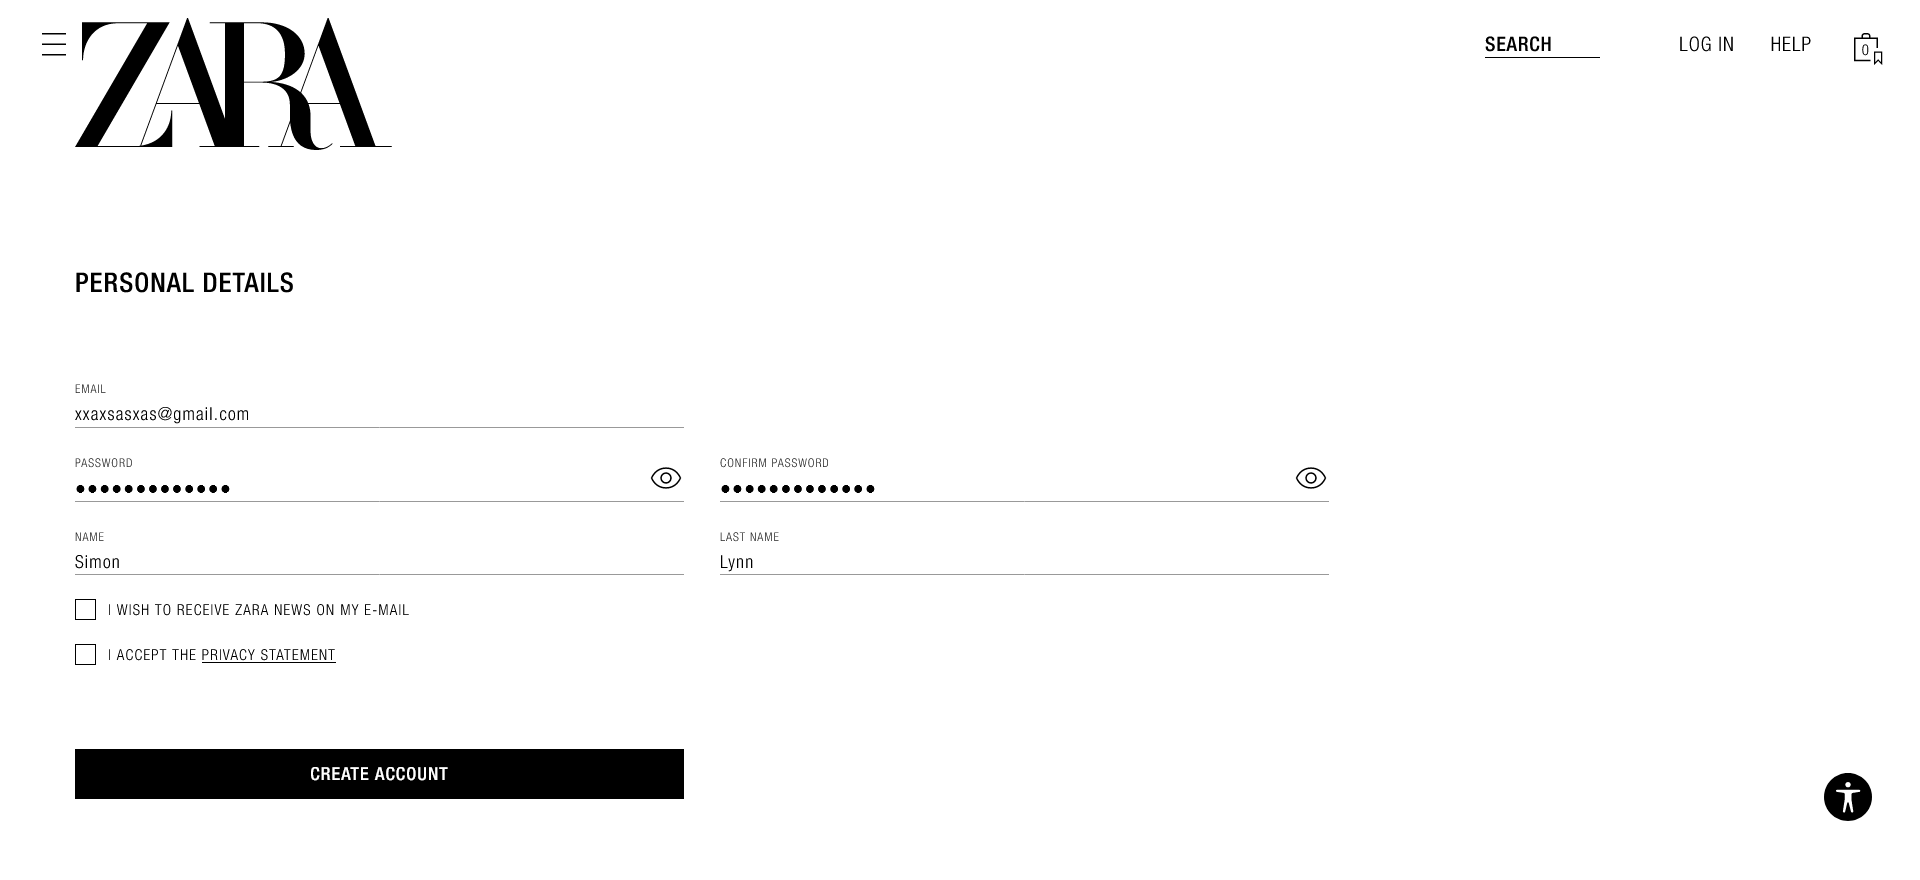 ZARA
SEARCH
LOG IN
HELP
0
PERSONAL DETAILS
EMAIL
xxaxsasxas@gmail.com
PASSWORD
●●●●●●●●●●●●●
CONFIRM PASSWORD
●●●●●●●●●●●●●
NAME
Simon
LAST NAME
Lynn
I WISH TO RECEIVE ZARA NEWS ON MY E-MAIL
I ACCEPT THE PRIVACY STATEMENT
CREATE ACCOUNT